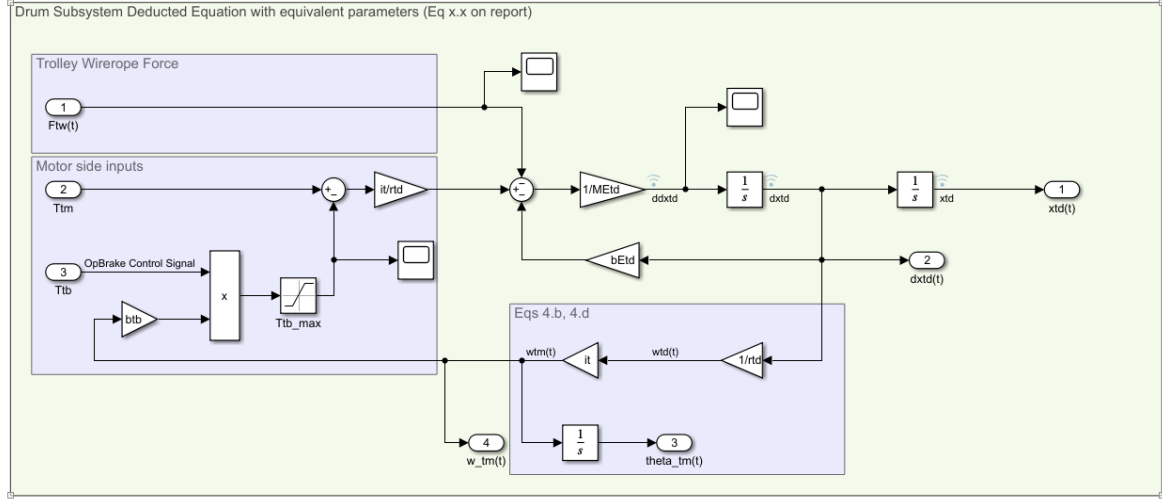 Drum Subsystem Deducted Equation with equivalent parameters (Eq x.x on report)
Trolley Wirerope Force
1
Ftw(t)
Motor side inputs
2
Ttm
+_
it/rtd
+
−
−
1/MEtd
ddxtd
1
s
dxtd
1
s
xtd
1
xtd(t)
3
Ttb
OpBrake Control Signal
btb
x
Ttb_max
bEtd
2
dxtd(t)
Eqs 4.b, 4.d
wtm(t)
it
wtd(t)
1/rtd
4
w_tm(t)
1
s
3
theta_tm(t)